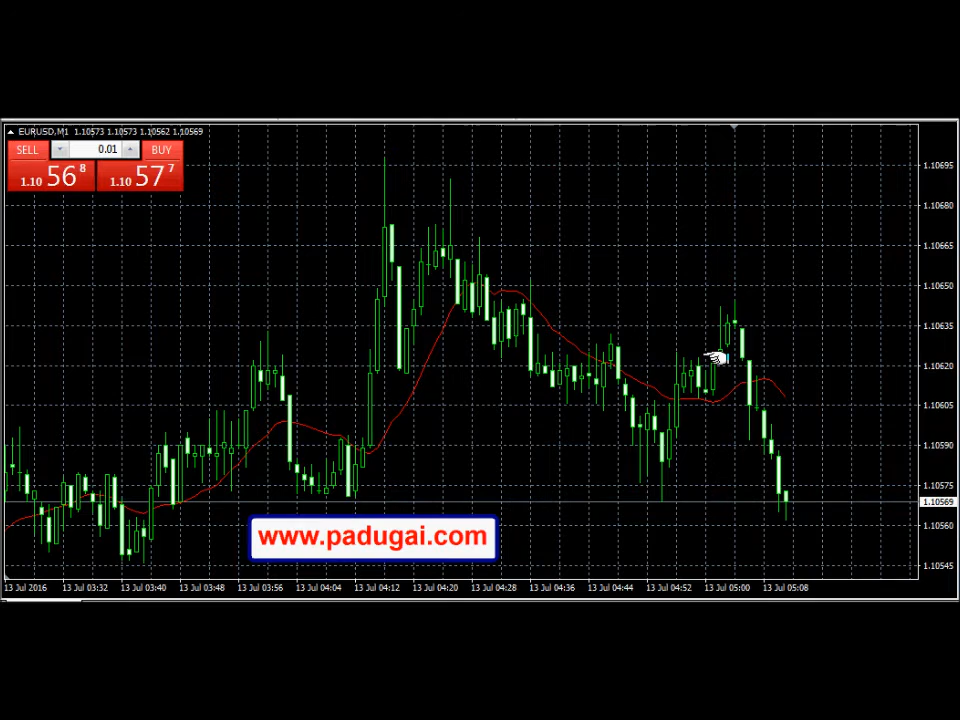 EURUSD,M1 1.10573 1.10573 1.10562 1.10569
SELL 0.01 BUY
1.10 56 8 1.10 57 7
1.10695
1.10680
1.10665
1.10650
1.10635
1.10620
1.10605
1.10590
1.10575
1.10569
1.10560
1.10545
www.padugai.com
13 Jul 2016 13 Jul 03:32 13 Jul 03:40 13 Jul 03:48 13 Jul 03:56 13 Jul 04:04 13 Jul 04:12 13 Jul 04:20 13 Jul 04:28 13 Jul 04:36 13 Jul 04:44 13 Jul 04:52 13 Jul 05:00 13 Jul 05:08